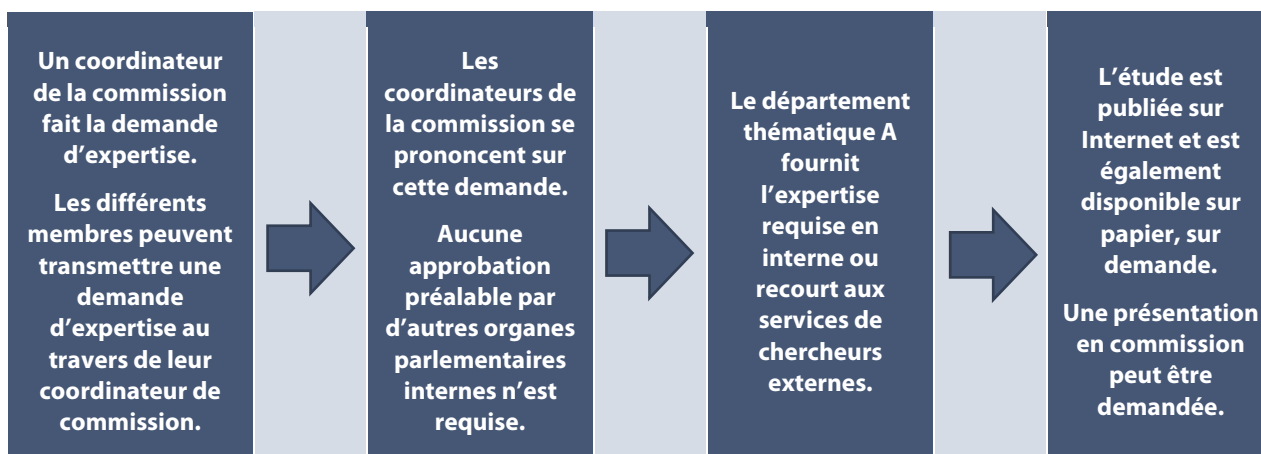 Un coordinateur
de la commission
fait la demande
d’expertise.
Les différents
membres peuvent
transmettre une
demande
d’expertise au
travers de leur
coordinateur de
commission.
Les
coordinateurs de
la commission se
prononcent sur
cette demande.
Aucune
approbation
préalable par
d’autres organes
parlementaires
internes n’est
requise.
Le département
thématique A
fournit
l’expertise
requise en
interne ou
recourt aux
services de
chercheurs
externes.
L’étude est
publiée sur
Internet et est
également
disponible sur
papier, sur
demande.
Une présentation
en commission
peut être
demandée.